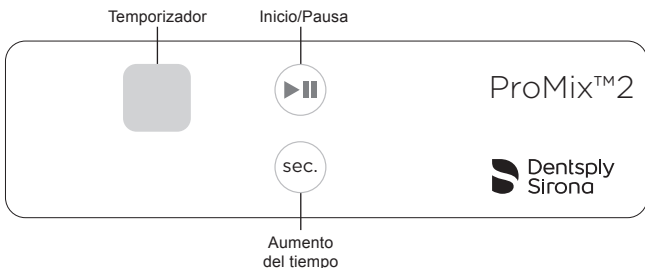 Temporizador
Inicio/Pausa
ProMix™2
sec.
Dentsply
Sirona
Aumento
del tiempo